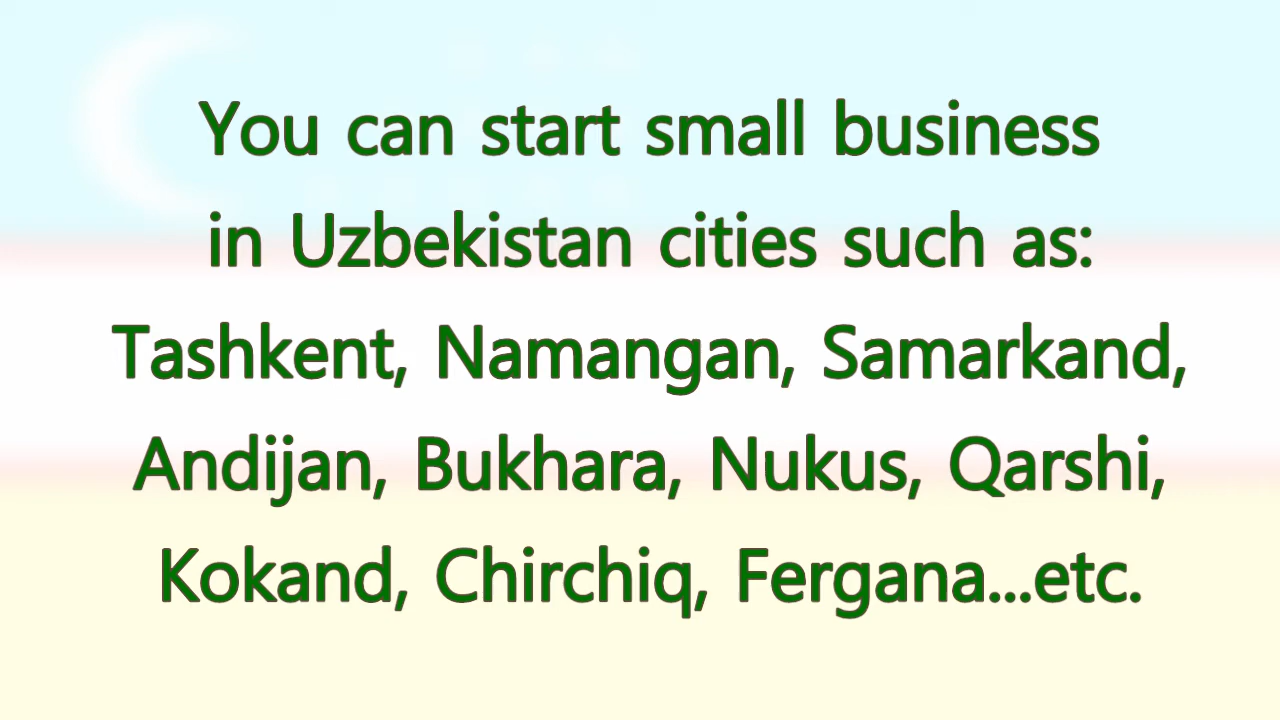 You can start small business
in Uzbekistan cities such as:
Tashkent, Namangan, Samarkand,
Andijan, Bukhara, Nukus, Qarshi,
Kokand, Chirchiq, Fergana...etc.